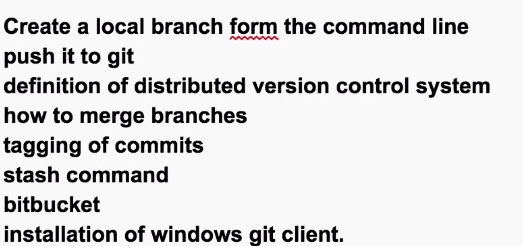 Create a local branch form the command line
push it to git
definition of distributed version control system
how to merge branches
tagging of commits
stash command
bitbucket
installation of windows git client.